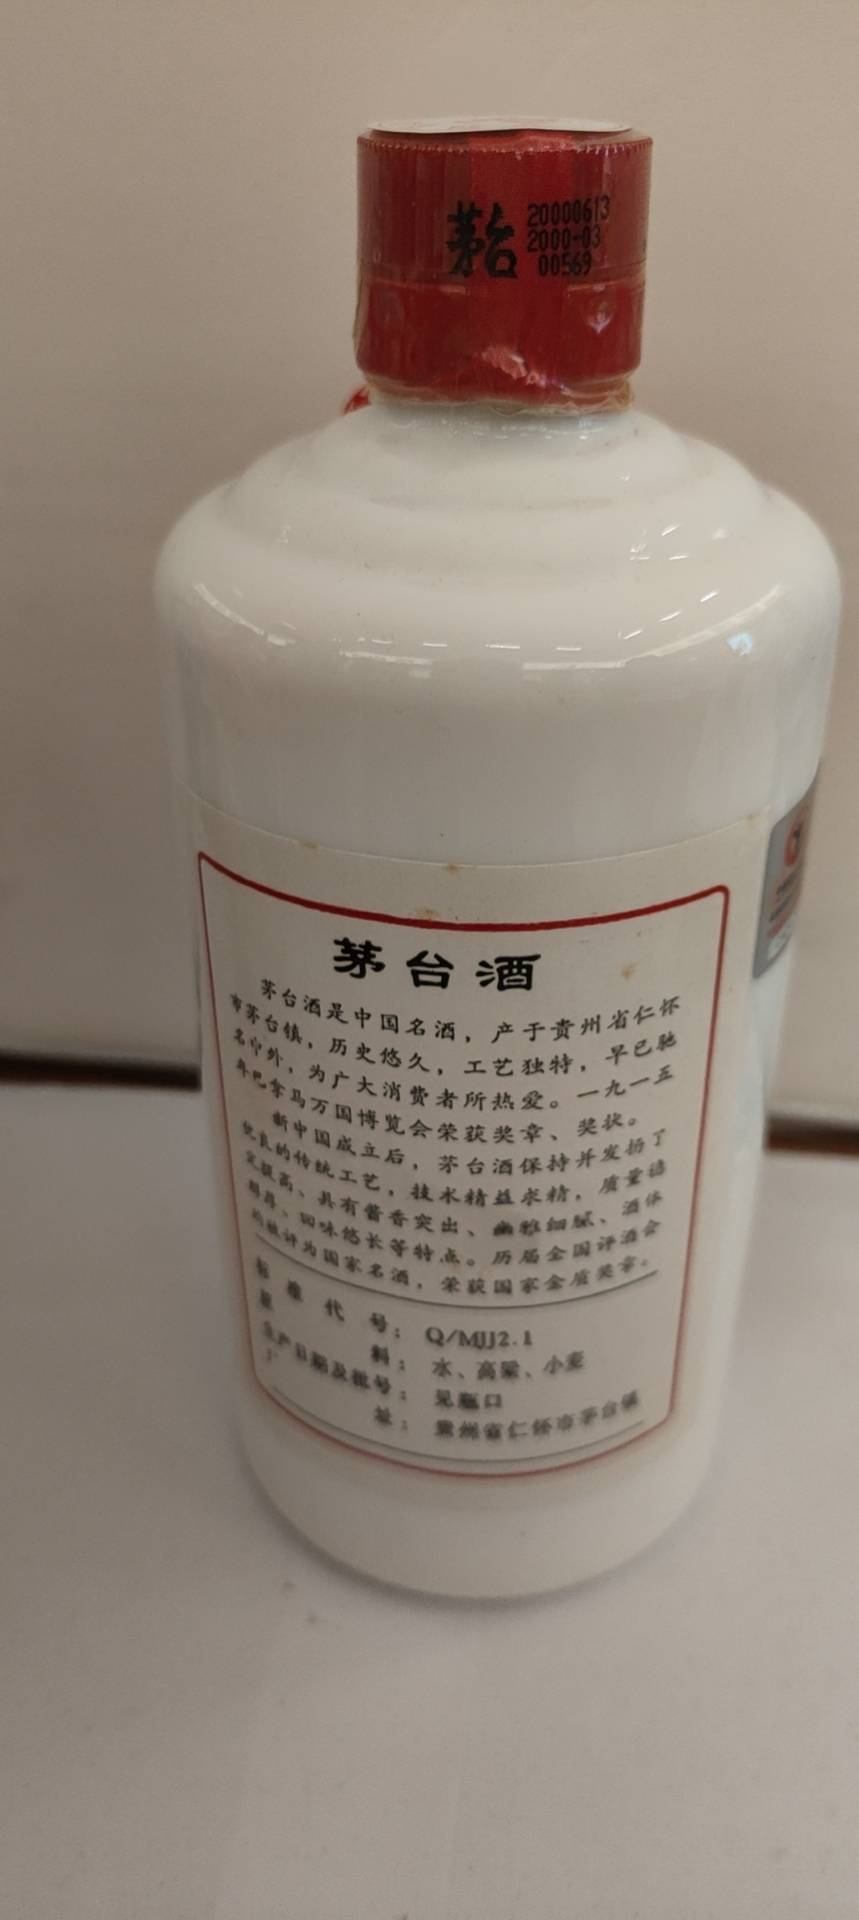 茅台
20000613
2000-03
00569
茅台酒
茅台酒是中国名酒，产于贵州省仁怀
市茅台镇，历史悠久，工艺独特，早已驰
名中外，为广大消费者所热爱。一九一五
年巴拿马万国博览会荣获奖章、奖状。
新中国成立后，茅台酒保持并发扬了
优良的传统工艺，技术精益求精，质量稳
定提高、具有酱香突出、幽雅细腻、酒体
醇厚、回味悠长等特点。历届全国评酒会
均被评为国家名酒，荣获国家金质奖章。
标准代号：Q/MJJ2.1
料：水、高粱、小麦
生产日期及批号：见瓶口
址：贵州省仁怀市茅台镇